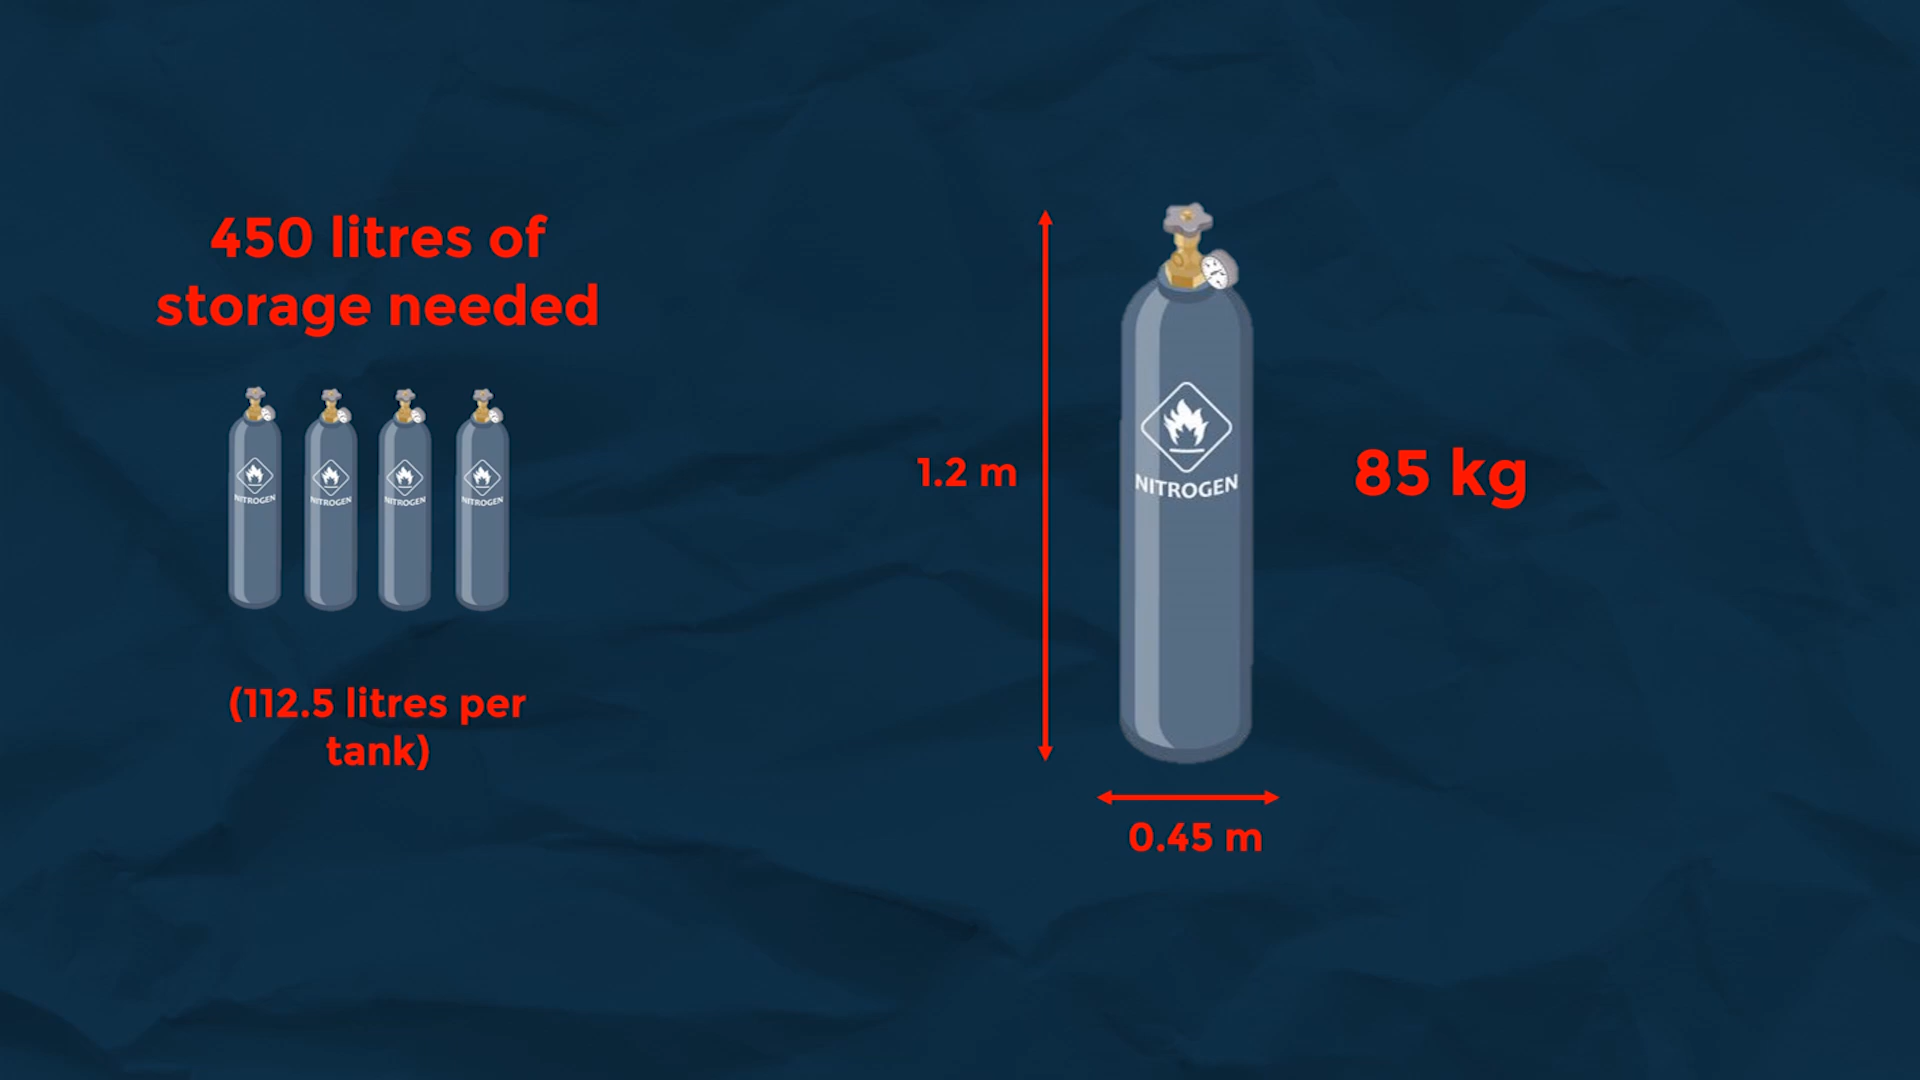 450 litres of
storage needed
NITROGEN
NITROGEN
NITROGEN
NITROGEN
(112.5 litres per
tank)
1.2 m
NITROGEN
85 kg
0.45 m